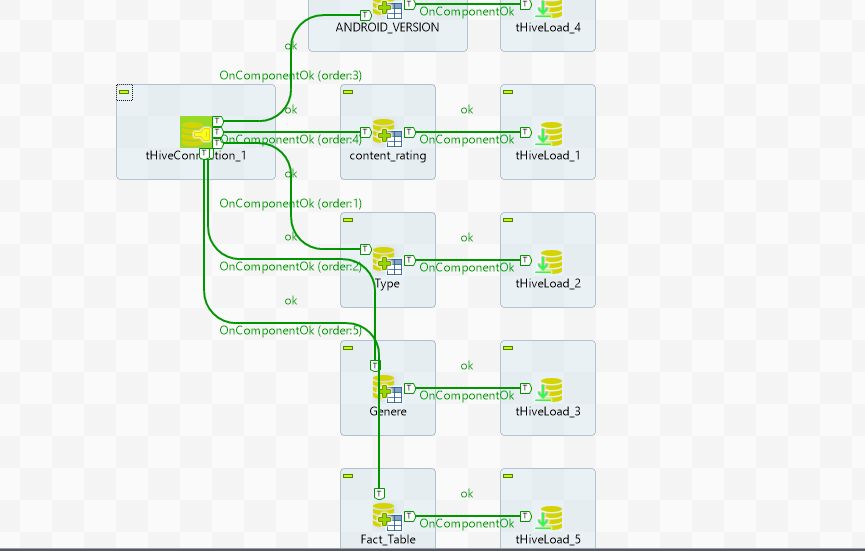 OnComponentOk
ANDROID_VERSION
tHiveLoad_4
ok
OnComponentOk (order:3)
ok
ok
T
OnComponentOk (order:4)
OnComponentOk
tHiveConnection_1
content_rating
tHiveLoad_1
ok
OnComponentOk (order:1)
ok
ok
OnComponentOk (order:2)
OnComponentOk
Type
tHiveLoad_2
ok
OnComponentOk (order:5)
ok
OnComponentOk
Genere
tHiveLoad_3
ok
OnComponentOk
Fact_Table
tHiveLoad_5